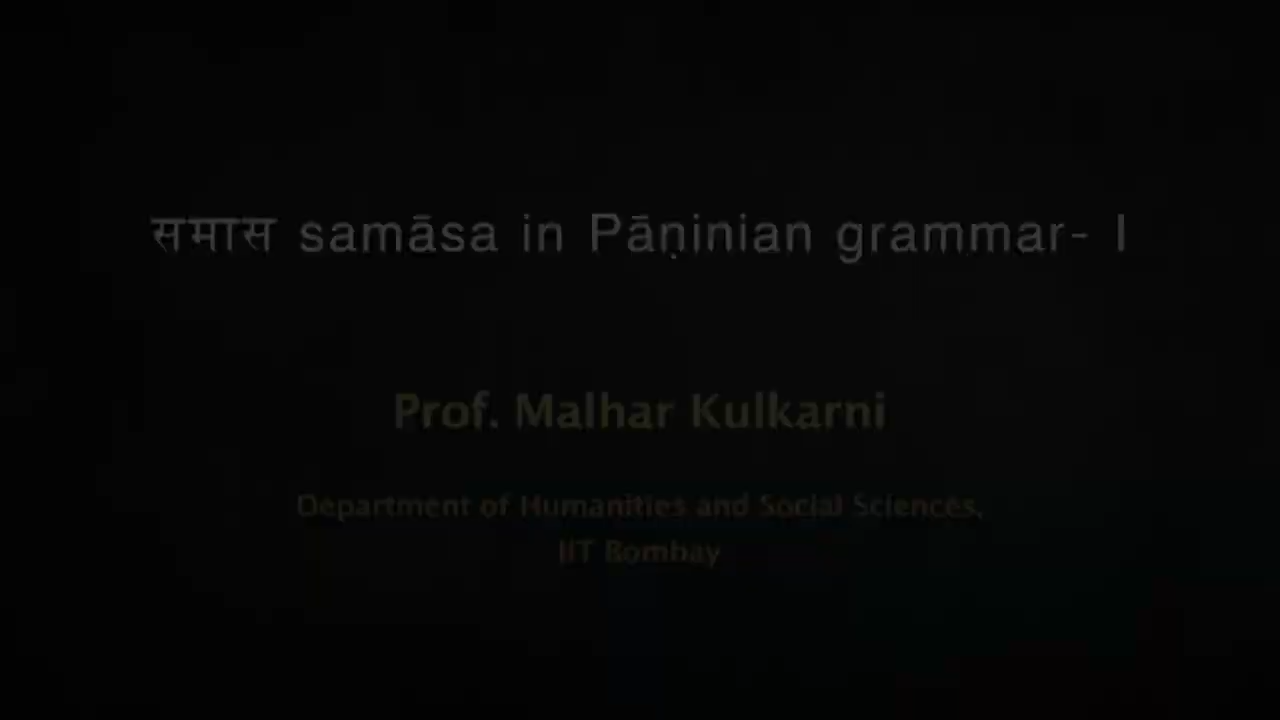 समास samāsa in Pāṇinian grammar- I
Prof. Malhar Kulkarni
Department of Humanities and Social Sciences,
IIT Bombay